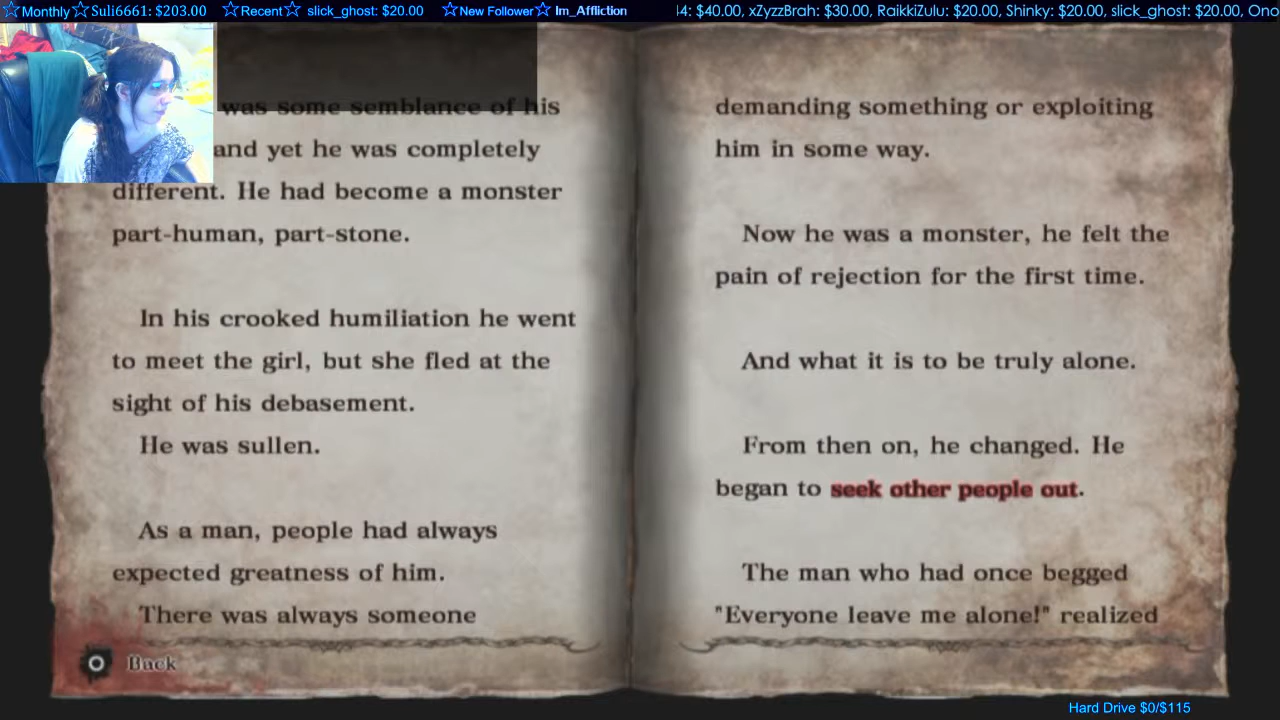 ☆Monthly☆Suli6661: $203.00 ☆Recent☆ slick_ghost: $20.00 ☆New Follower☆ Im_Affliction
$40.00, xZyzzBrah: $30.00, RaikkiZulu: $20.00, Shinky: $20.00, slick_ghost: $20.00, Ono
was some semblance of his
and yet he was completely
different. He had become a monster
part-human, part-stone.
In his crooked humiliation he went
to meet the girl, but she fled at the
sight of his debasement.
He was sullen.
As a man, people had always
expected greatness of him.
There was always someone
demanding something or exploiting
him in some way.
Now he was a monster, he felt the
pain of rejection for the first time.
And what it is to be truly alone.
From then on, he changed. He
began to seek other people out.
The man who had once begged
"Everyone leave me alone!" realized
Back
Hard Drive $0/$115